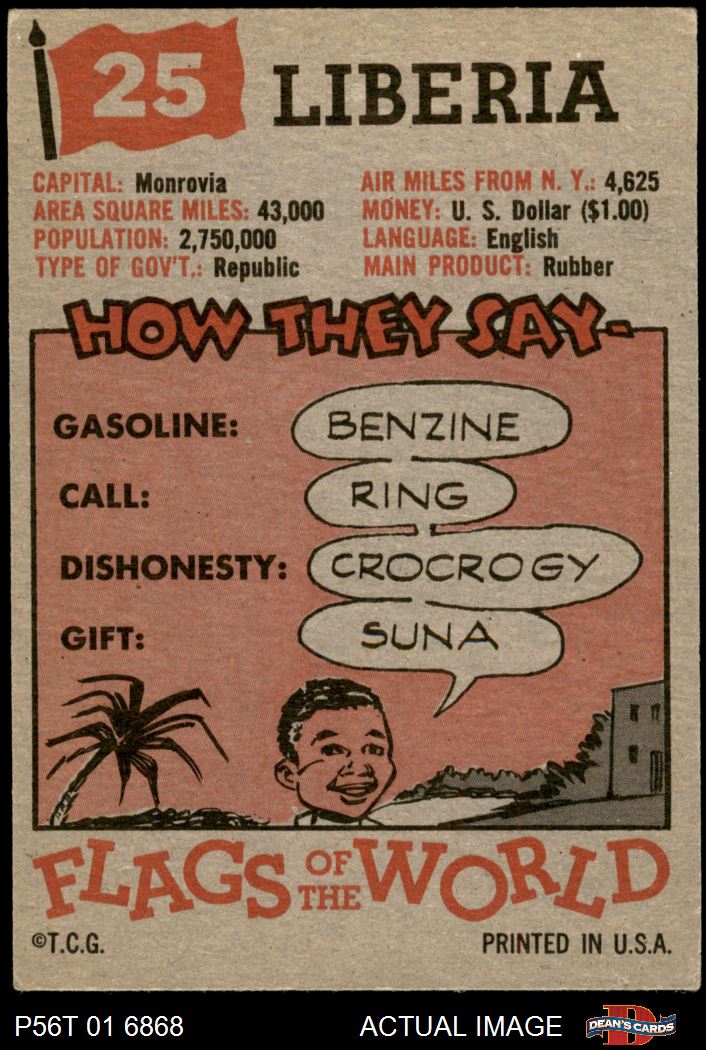 25 LIBERIA
CAPITAL: Monrovia
AREA SQUARE MILES: 43,000
POPULATION: 2,750,000
TYPE OF GOV'T.: Republic
AIR MILES FROM N. Y.: 4,625
MONEY: U. S. Dollar ($1.00)
LANGUAGE: English
MAIN PRODUCT: Rubber
HOW THEY SAY-
GASOLINE: BENZINE
CALL: RING
DISHONESTY: CROCROGY
GIFT: SUNA
FLAGS OF THE WORLD
©T.C.G. PRINTED IN U.S.A.
P56T 01 6868 ACTUAL IMAGE D DEAN'S CARDS